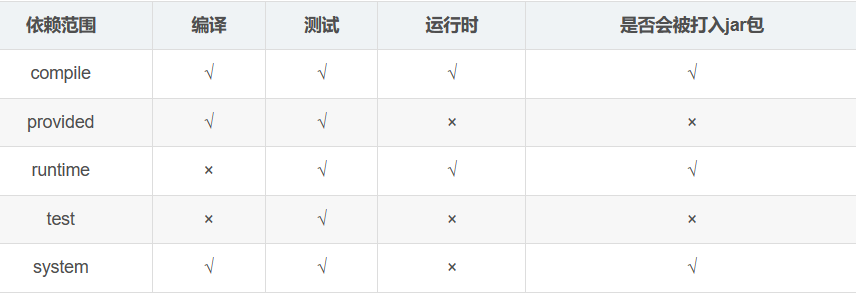 依赖范围 编译 测试 运行时 是否会被打入jar包
compile √ √ √ √
provided √ √ × ×
runtime × √ √ √
test × √ × ×
system √ √ × √